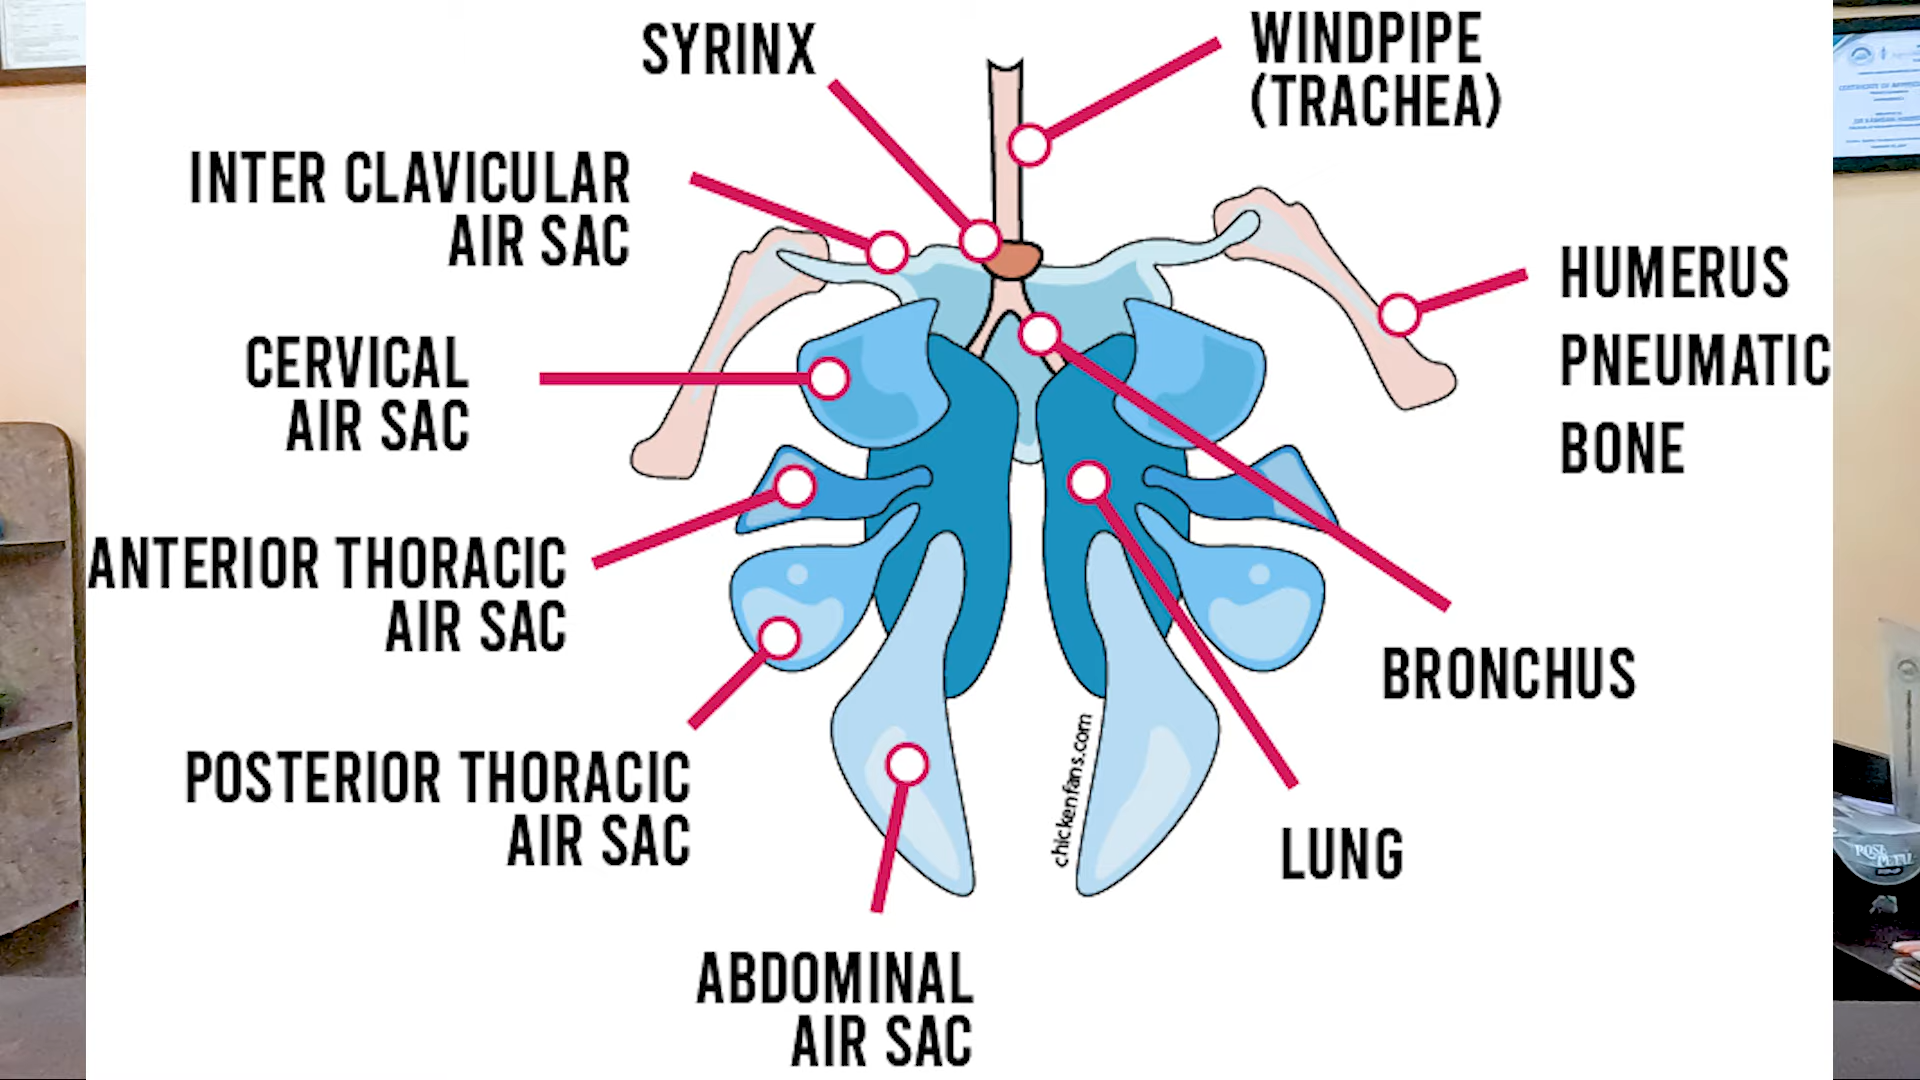 SYRINX
WINDPIPE
(TRACHEA)
INTER CLAVICULAR
AIR SAC
HUMERUS
PNEUMATIC
BONE
CERVICAL
AIR SAC
ANTERIOR THORACIC
AIR SAC
BRONCHUS
POSTERIOR THORACIC
AIR SAC
chickenfans.com
LUNG
ABDOMINAL
AIR SAC